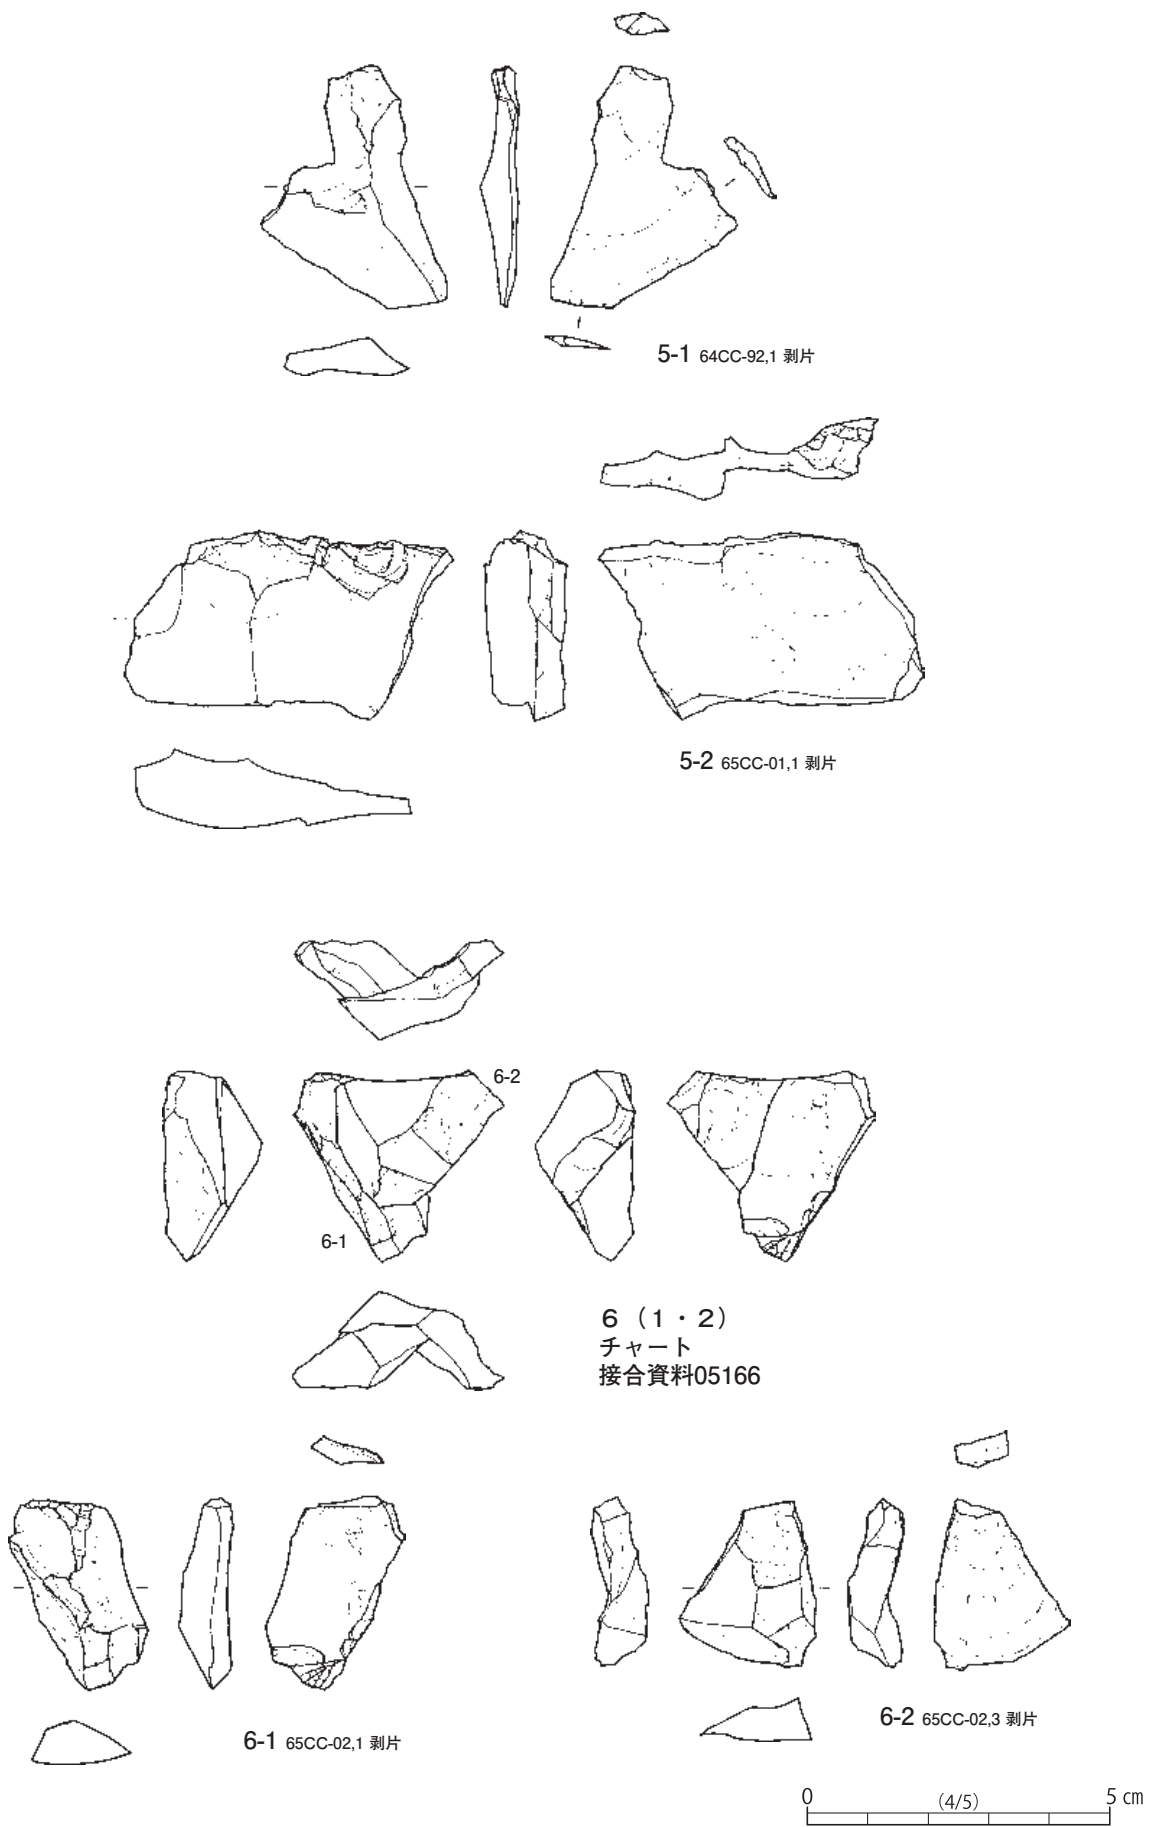 5-1 64CC-92,1 剥片
5-2 65CC-01,1 剥片
6-2
6-1
6（1・2）
チャート
接合資料05166
6-1 65CC-02,1 剥片
6-2 65CC-02,3 剥片
0 (4/5) 5 cm